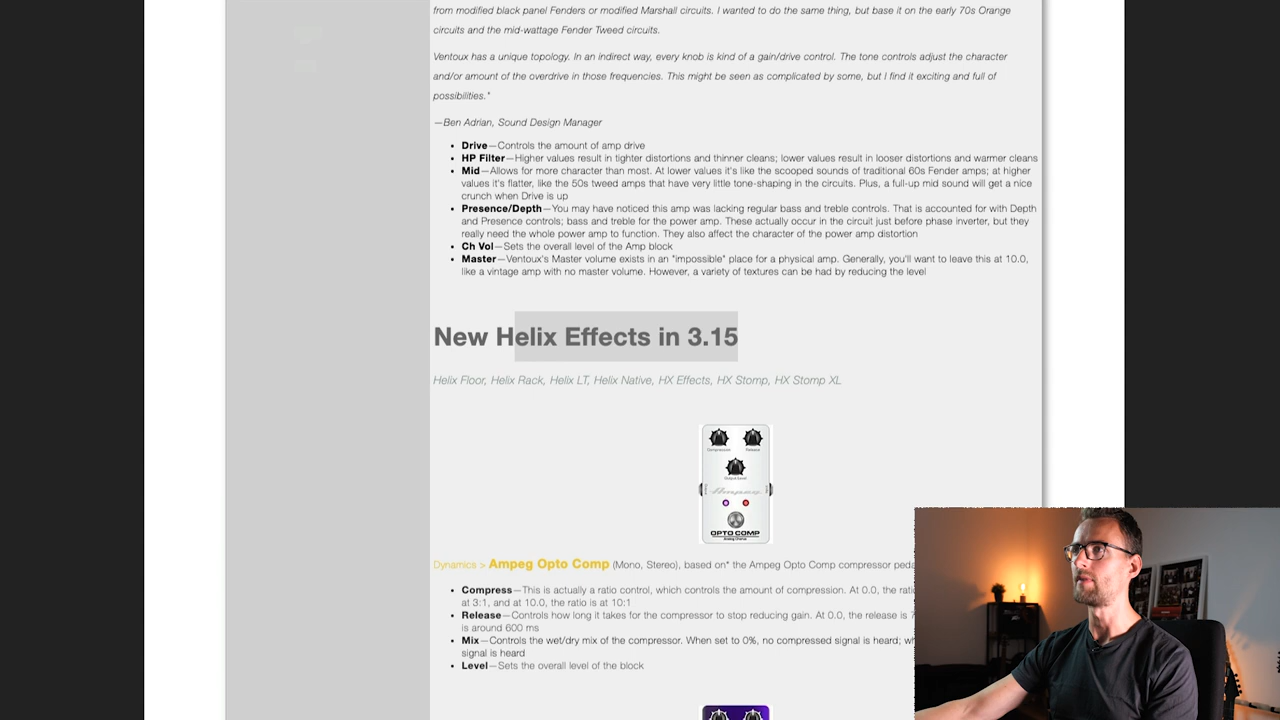 from modified black panel Fenders or modified Marshall circuits. I wanted to do the same thing, but base it on the early 70s Orange
circuits and the mid-wattage Fender Tweed circuits.
Ventoux has a unique topology. In an indirect way, every knob is kind of a gain/drive control. The tone controls adjust the character
and/or amount of the overdrive in those frequencies. This might be seen as complicated by some, but I find it exciting and full of
possibilities."
—Ben Adrian, Sound Design Manager
• Drive—Controls the amount of amp drive
• HP Filter—Higher values result in tighter distortions and thinner cleans; lower values result in looser distortions and warmer cleans
• Mid—Allows for more character than most. At lower values it's like the scooped sounds of traditional 60s Fender amps; at higher
values it's flatter, like the 50s tweed amps that have very little tone-shaping in the circuits. Plus, a full-up mid sound will get a nice
crunch when Drive is up
• Presence/Depth—You may have noticed this amp was lacking regular bass and treble controls. That is accounted for with Depth
and Presence controls; bass and treble for the power amp. These actually occur in the circuit just before phase inverter, but they
really need the whole power amp to function. They also affect the character of the power amp distortion
• Ch Vol—Sets the overall level of the Amp block
• Master—Ventoux's Master volume exists in an "impossible" place for a physical amp. Generally, you'll want to leave this at 10.0,
like a vintage amp with no master volume. However, a variety of textures can be had by reducing the level
New Helix Effects in 3.15
Helix Floor, Helix Rack, Helix LT, Helix Native, HX Effects, HX Stomp, HX Stomp XL
Compression Release
Output Level
Ampeg
OPTO COMP
Dynamics > Ampeg Opto Comp (Mono, Stereo), based on* the Ampeg Opto Comp compressor
• Compress—This is actually a ratio control, which controls the amount of compression. At 0.0, the
at 3:1, and at 10.0, the ratio is at 10:1
• Release—Controls how long it takes for the compressor to stop reducing gain. At 0.0, the release is
is around 600 ms
• Mix—Controls the wet/dry mix of the compressor. When set to 0%, no compressed signal is heard;
signal is heard
• Level—Sets the overall level of the block